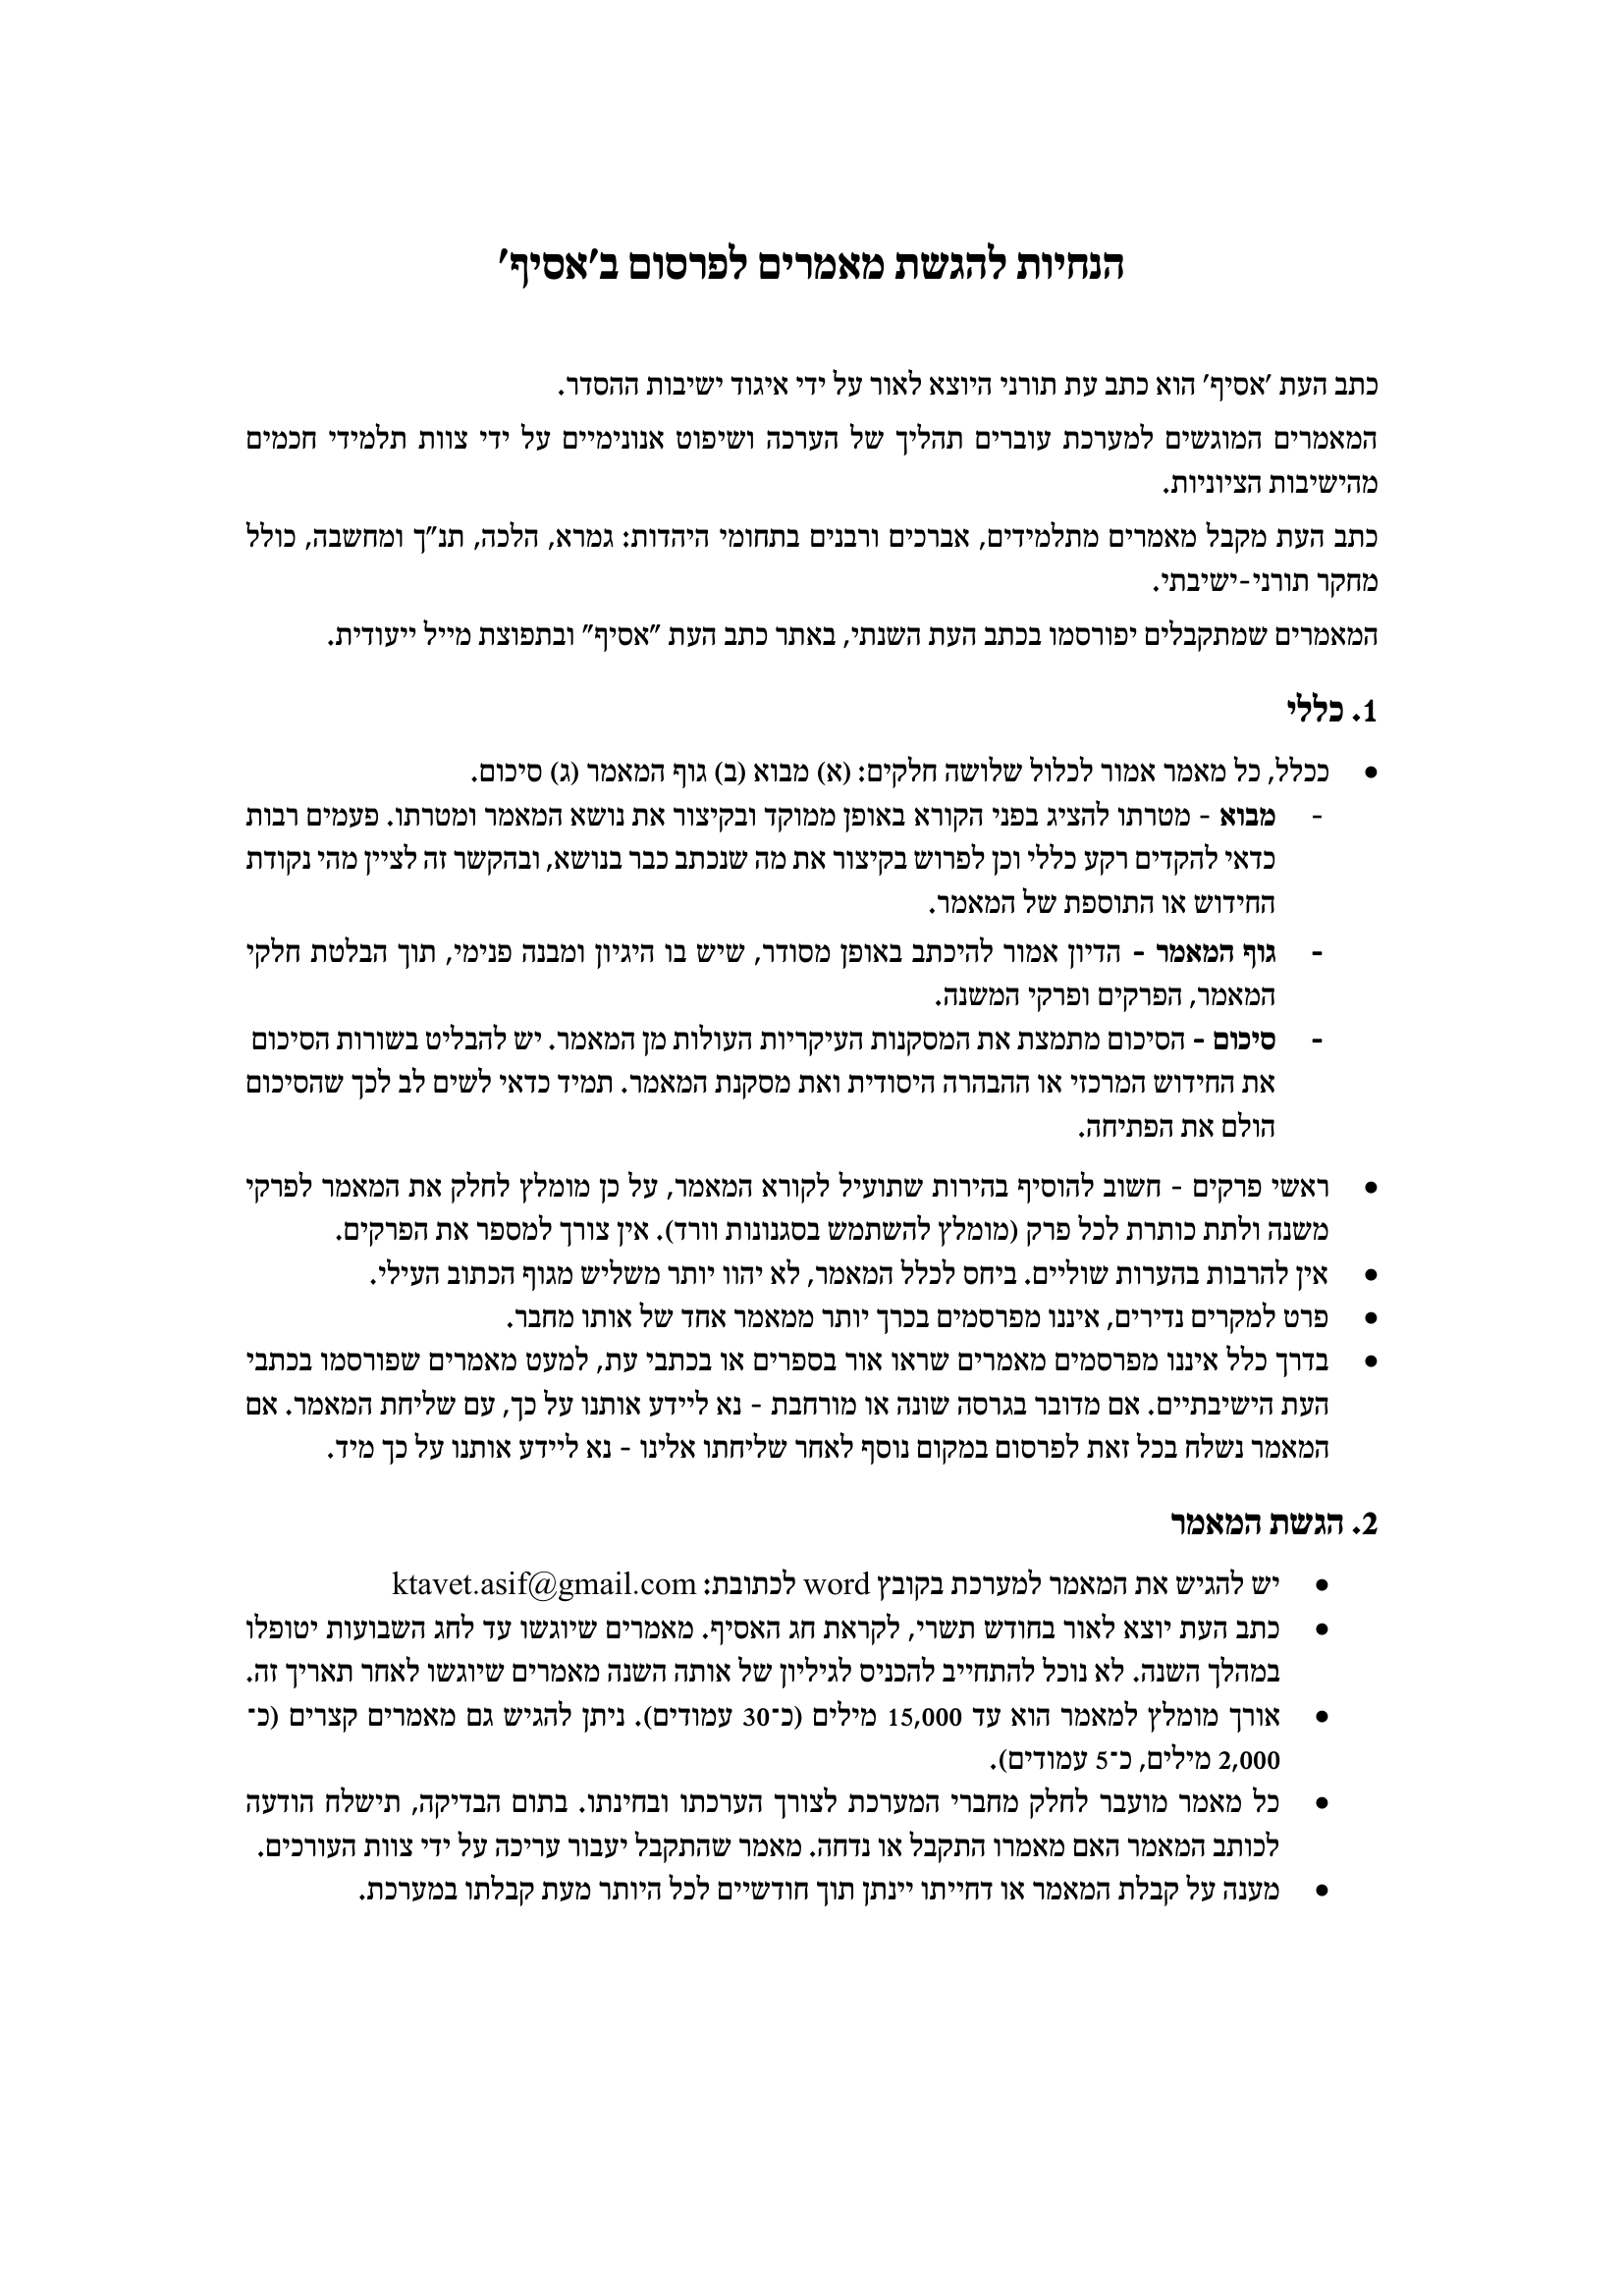 הנחיות להגשת מאמרים לפרסום ב'אסיף'
כתב העת 'אסיף' הוא כתב עת תורני היוצא לאור על ידי איגוד ישיבות ההסדר.
המאמרים המוגשים למערכת עוברים תהליך של הערכה ושיפוט אנונימיים על ידי צוות תלמידי חכמים
מהישיבות הציוניות.
כתב העת מקבל מאמרים מתלמידים, אברכים ורבנים בתחומי היהדות: גמרא, הלכה, תנ"ך ומחשבה, כולל
מחקר תורני-ישיבתי.
המאמרים שמתקבלים יפורסמו בכתב העת השנתי, באתר כתב העת "אסיף" ובתפוצת מייל ייעודית.
1. כללי
• ככלל, כל מאמר אמור לכלול שלושה חלקים: (א) מבוא (ב) גוף המאמר (ג) סיכום.
- מבוא - מטרתו להציג בפני הקורא באופן ממוקד ובקיצור את נושא המאמר ומטרתו. פעמים רבות
כדאי להקדים רקע כללי וכן לפרוש בקיצור את מה שנכתב כבר בנושא, ובהקשר זה לציין מהי נקודת
החידוש או התוספת של המאמר.
- גוף המאמר - הדיון אמור להיכתב באופן מסודר, שיש בו היגיון ומבנה פנימי, תוך הבלטת חלקי
המאמר, הפרקים ופרקי המשנה.
- סיכום - הסיכום מתמצת את המסקנות העיקריות העולות מן המאמר. יש להבליט בשורות הסיכום
את החידוש המרכזי או ההבהרה היסודית ואת מסקנת המאמר. תמיד כדאי לשים לב לכך שהסיכום
הולם את הפתיחה.
• ראשי פרקים - חשוב להוסיף בהירות שתועיל לקורא המאמר, על כן מומלץ לחלק את המאמר לפרקי
משנה ולתת כותרת לכל פרק (מומלץ להשתמש בסגנונות וורד). אין צורך למספר את הפרקים.
• אין להרבות בהערות שוליים. ביחס לכלל המאמר, לא יהוו יותר משליש מגוף הכתוב העילי.
• פרט למקרים נדירים, איננו מפרסמים בכרך יותר ממאמר אחד של אותו מחבר.
• בדרך כלל איננו מפרסמים מאמרים שראו אור בספרים או בכתבי עת, למעט מאמרים שפורסמו בכתבי
העת הישיבתיים. אם מדובר בגרסה שונה או מורחבת - נא ליידע אותנו על כך, עם שליחת המאמר. אם
המאמר נשלח בכל זאת לפרסום במקום נוסף לאחר שליחתו אלינו - נא ליידע אותנו על כך מיד.
2. הגשת המאמר
• יש להגיש את המאמר למערכת בקובץ word לכתובת: ktavet.asif@gmail.com
• כתב העת יוצא לאור בחודש תשרי, לקראת חג האסיף. מאמרים שיוגשו עד לחג השבועות יטופלו
במהלך השנה. לא נוכל להתחייב להכניס לגיליון של אותה השנה מאמרים שיוגשו לאחר תאריך זה.
• אורך מומלץ למאמר הוא עד 15,000 מילים (כ־30 עמודים). ניתן להגיש גם מאמרים קצרים (כ־
2,000 מילים, כ־5 עמודים).
• כל מאמר מועבר לחלק מחברי המערכת לצורך הערכתו ובחינתו. בתום הבדיקה, תישלח הודעה
לכותב המאמר האם מאמרו התקבל או נדחה. מאמר שהתקבל יעבור עריכה על ידי צוות העורכים.
• מענה על קבלת המאמר או דחייתו יינתן תוך חודשיים לכל היותר מעת קבלתו במערכת.